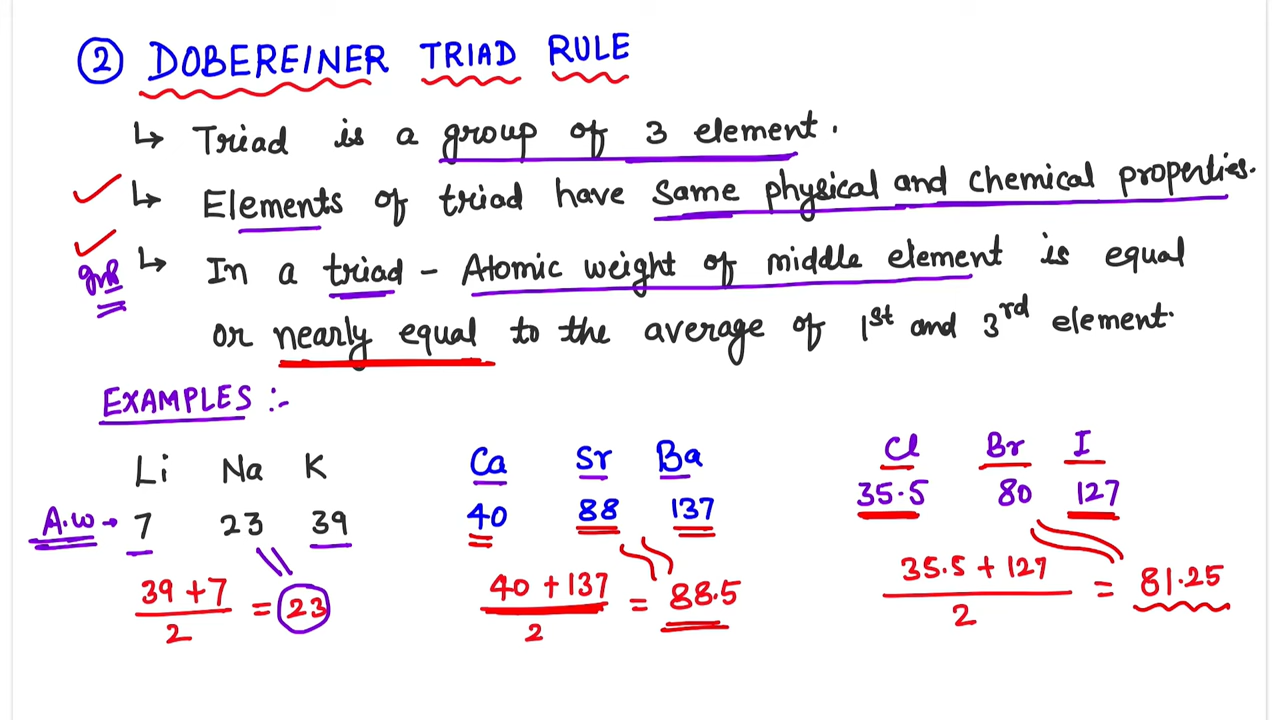 ② DOBEREINER TRIAD RULE
↳ Triad is a group of 3 element.
↳ Elements of triad have same physical and chemical properties.
↳ In a triad - Atomic weight of middle element is equal
or nearly equal to the average of 1st and 3rd element.
EXAMPLES :-
Li Na K
A.w → 7 23 39
39 + 7 / 2 = 23
Ca Sr Ba
40 88 137
40 + 137 / 2 = 88.5
Cl Br I
35.5 80 127
35.5 + 127 / 2 = 81.25